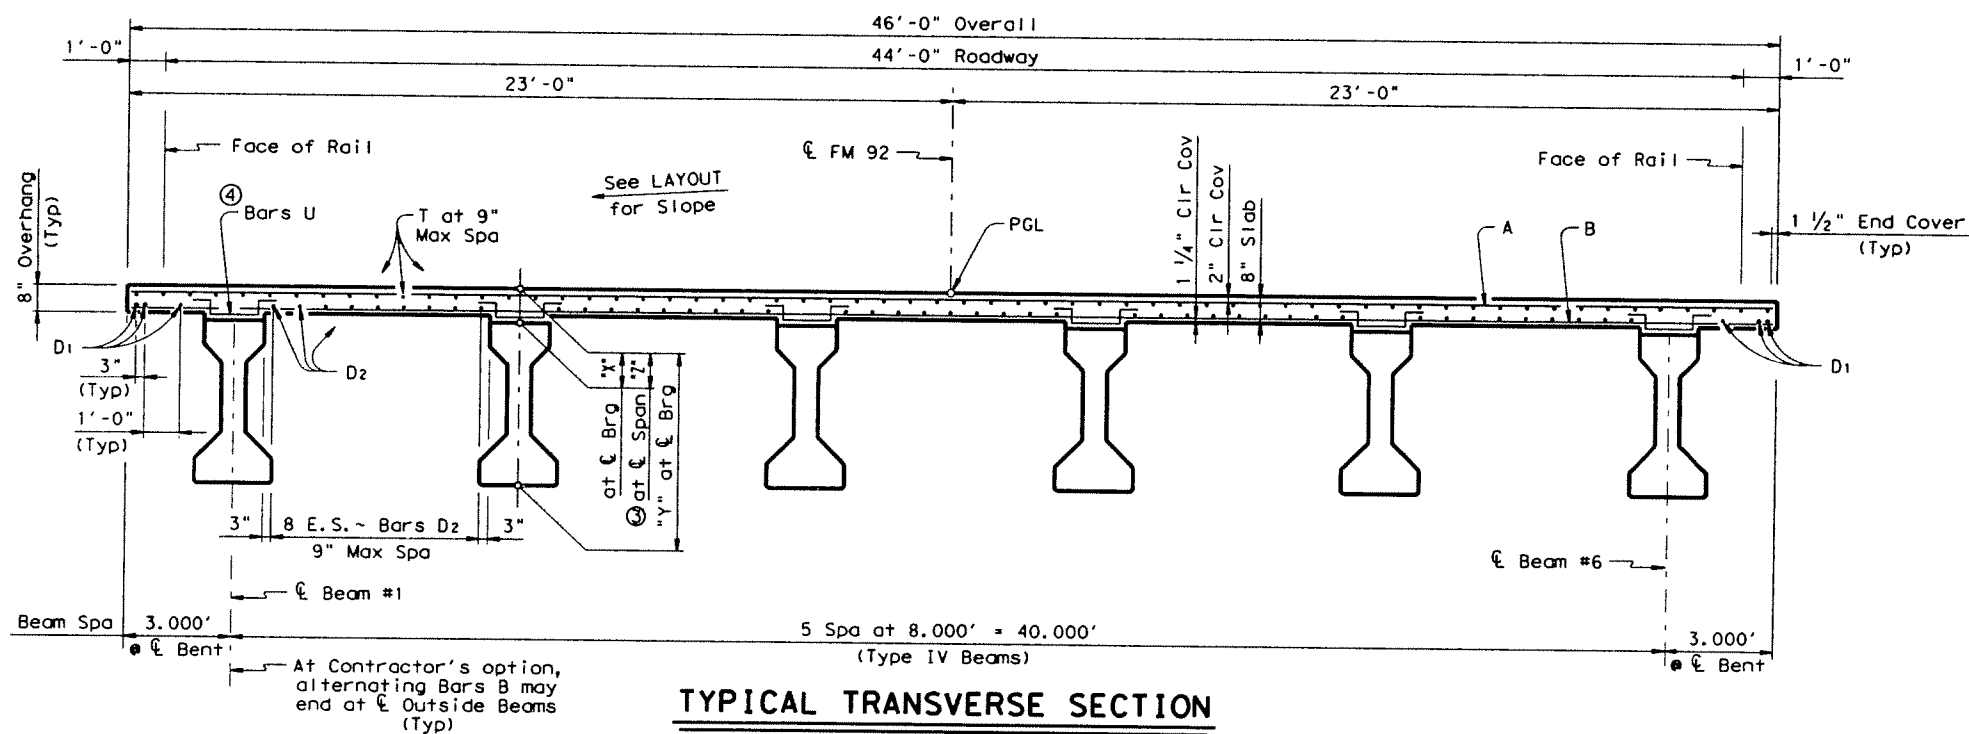 46'-0" Overall
1'-0"
44'-0" Roadway
1'-0"
23'-0"
23'-0"
Face of Rail
℄ FM 92
Face of Rail
See LAYOUT
for Slope
④
Bars U
T at 9"
Max Spa
PGL
1 1/4" Clr Cov
2" Clr Cov
8" Slab
A
B
1 1/2" End Cover
(Typ)
8" Overhang
(Typ)
D1
3"
(Typ)
1'-0"
(Typ)
D2
"X"
at ℄ Brg
"Z"
③ at ℄ Span
"Y" at ℄ Brg
D1
3"
8 E.S.~ Bars D2
3"
9" Max Spa
℄ Beam #1
℄ Beam #6
Beam Spa
3.000'
@ ℄ Bent
5 Spa at 8.000' = 40.000'
(Type IV Beams)
3.000'
@ ℄ Bent
At Contractor's option,
alternating Bars B may
end at ℄ Outside Beams
(Typ)
TYPICAL TRANSVERSE SECTION